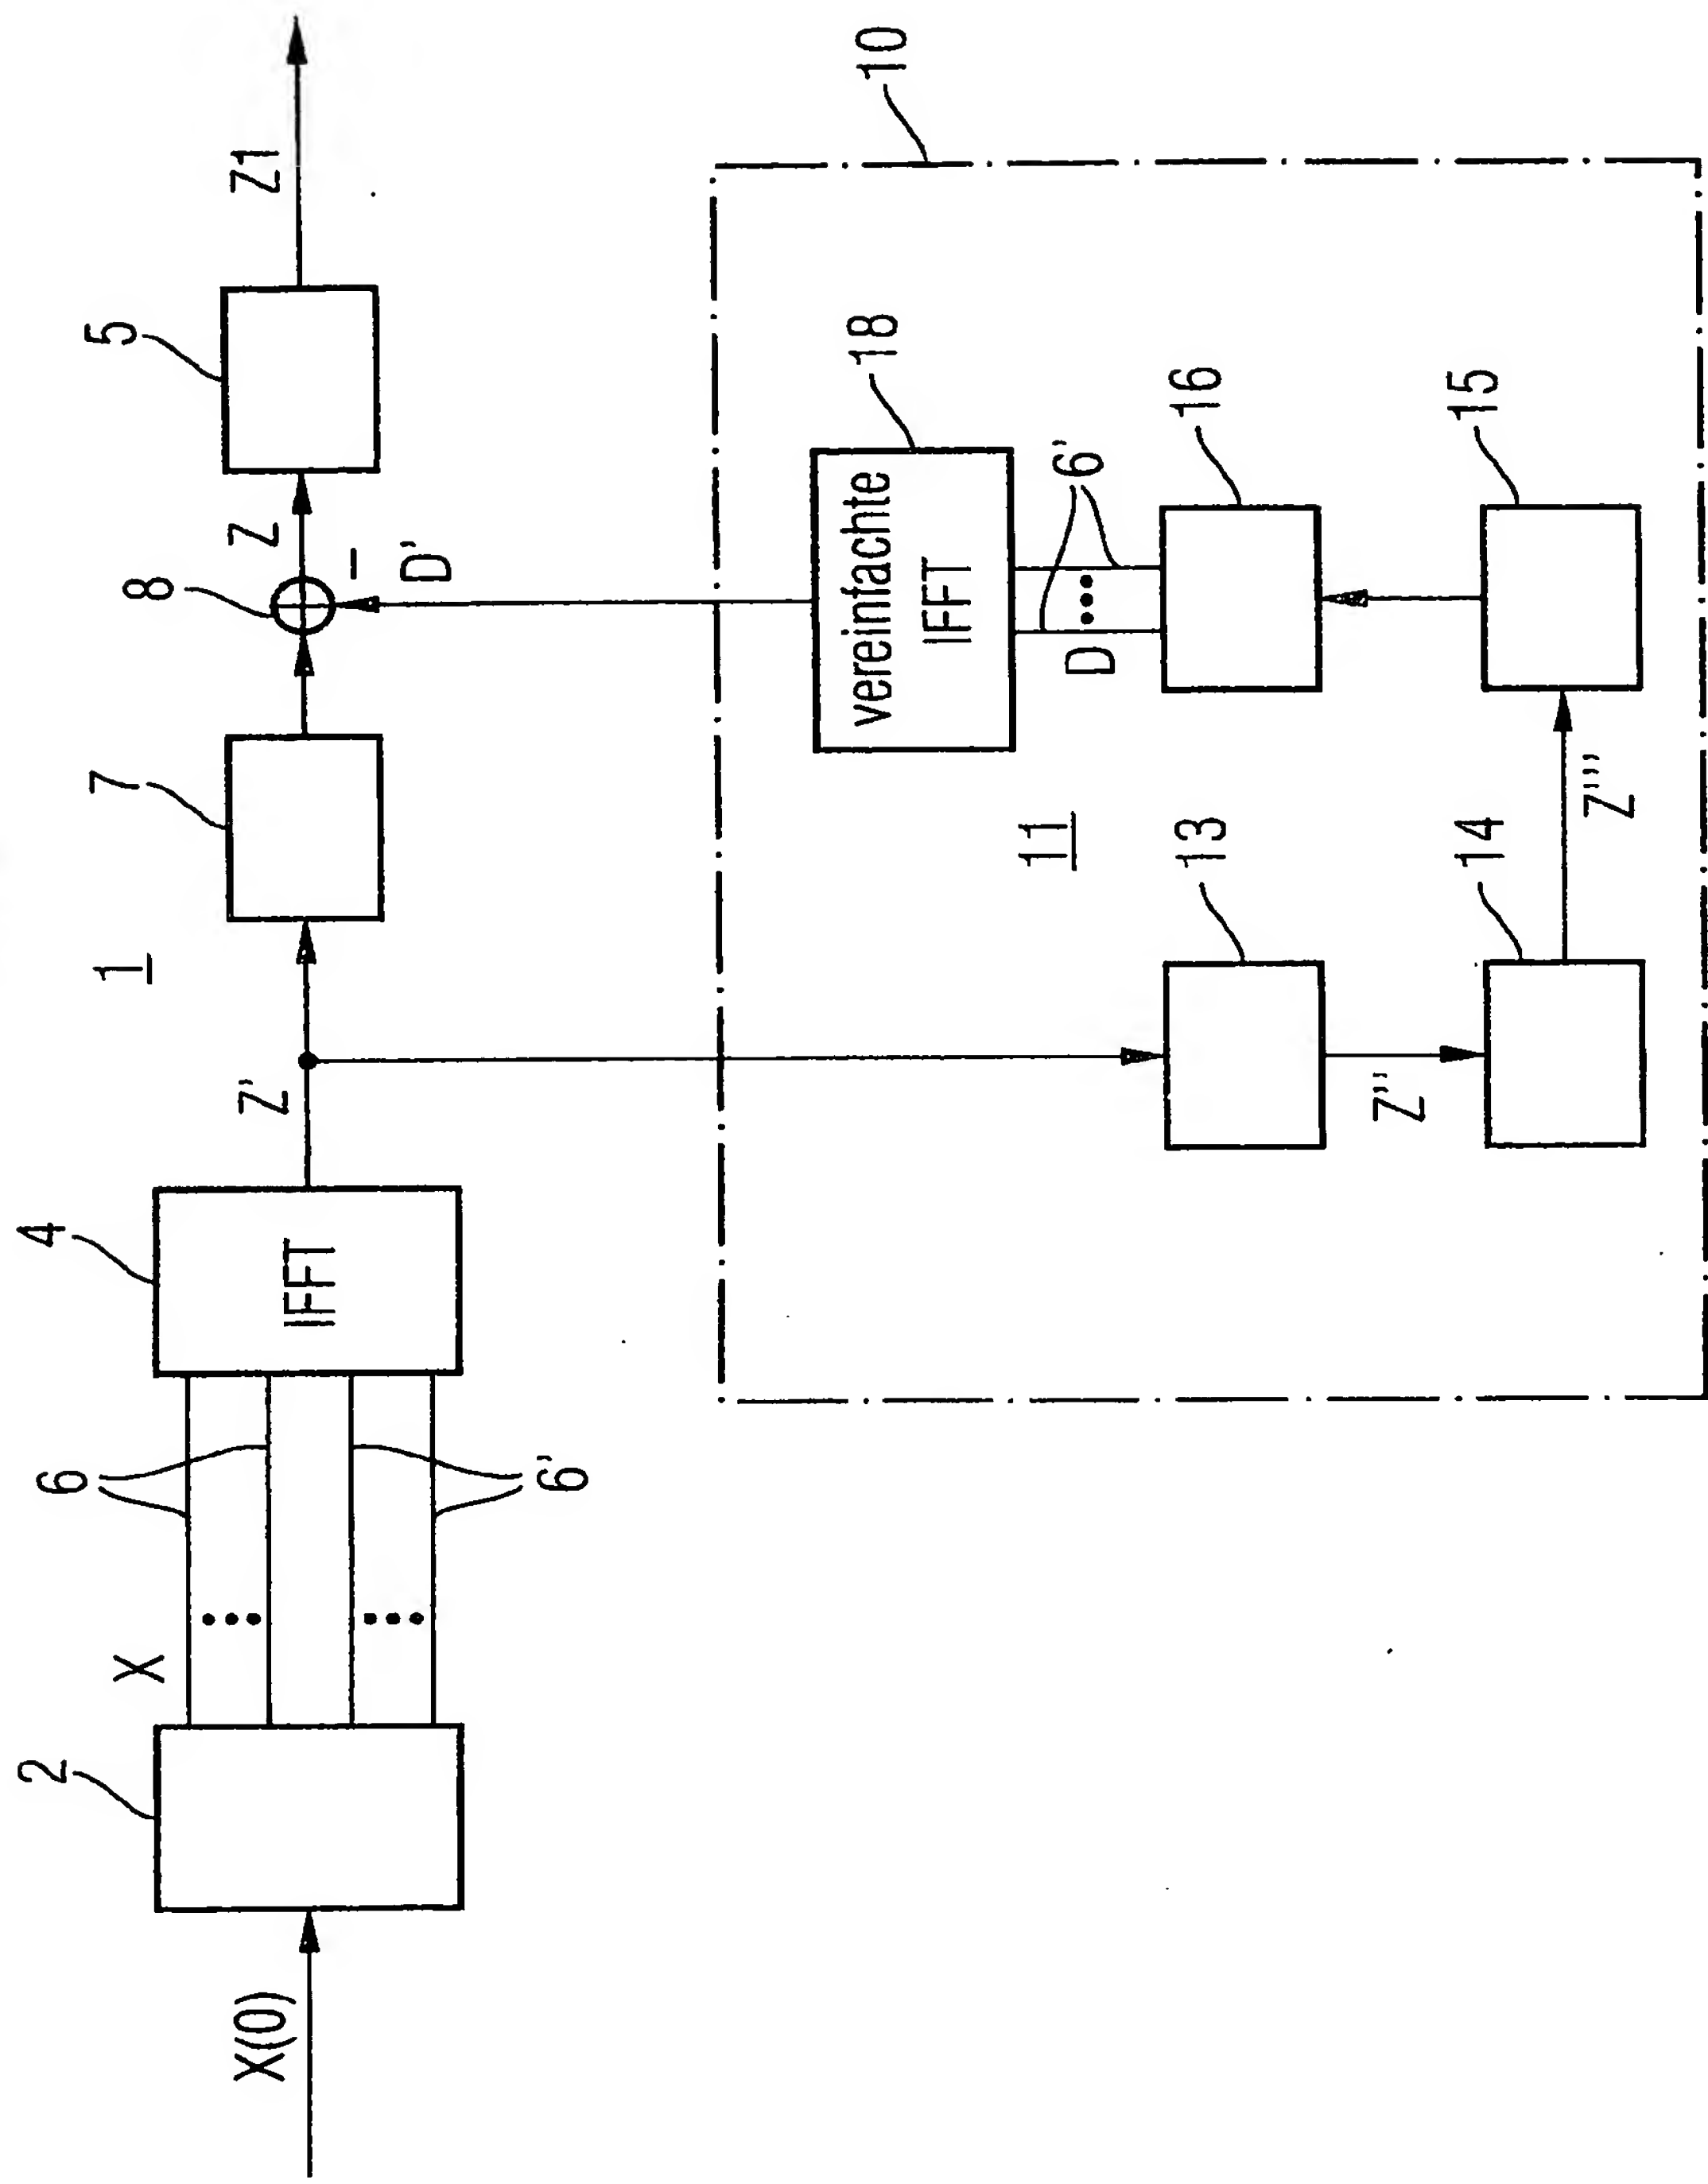 X(0)
2
X
6
6'
4
IFFT
Z'
1
7
8
Z
–
D'
5
Z1
10
11
13
Z''
14
Z'''
15
16
D
6'
18
vereinfachte
IFFT